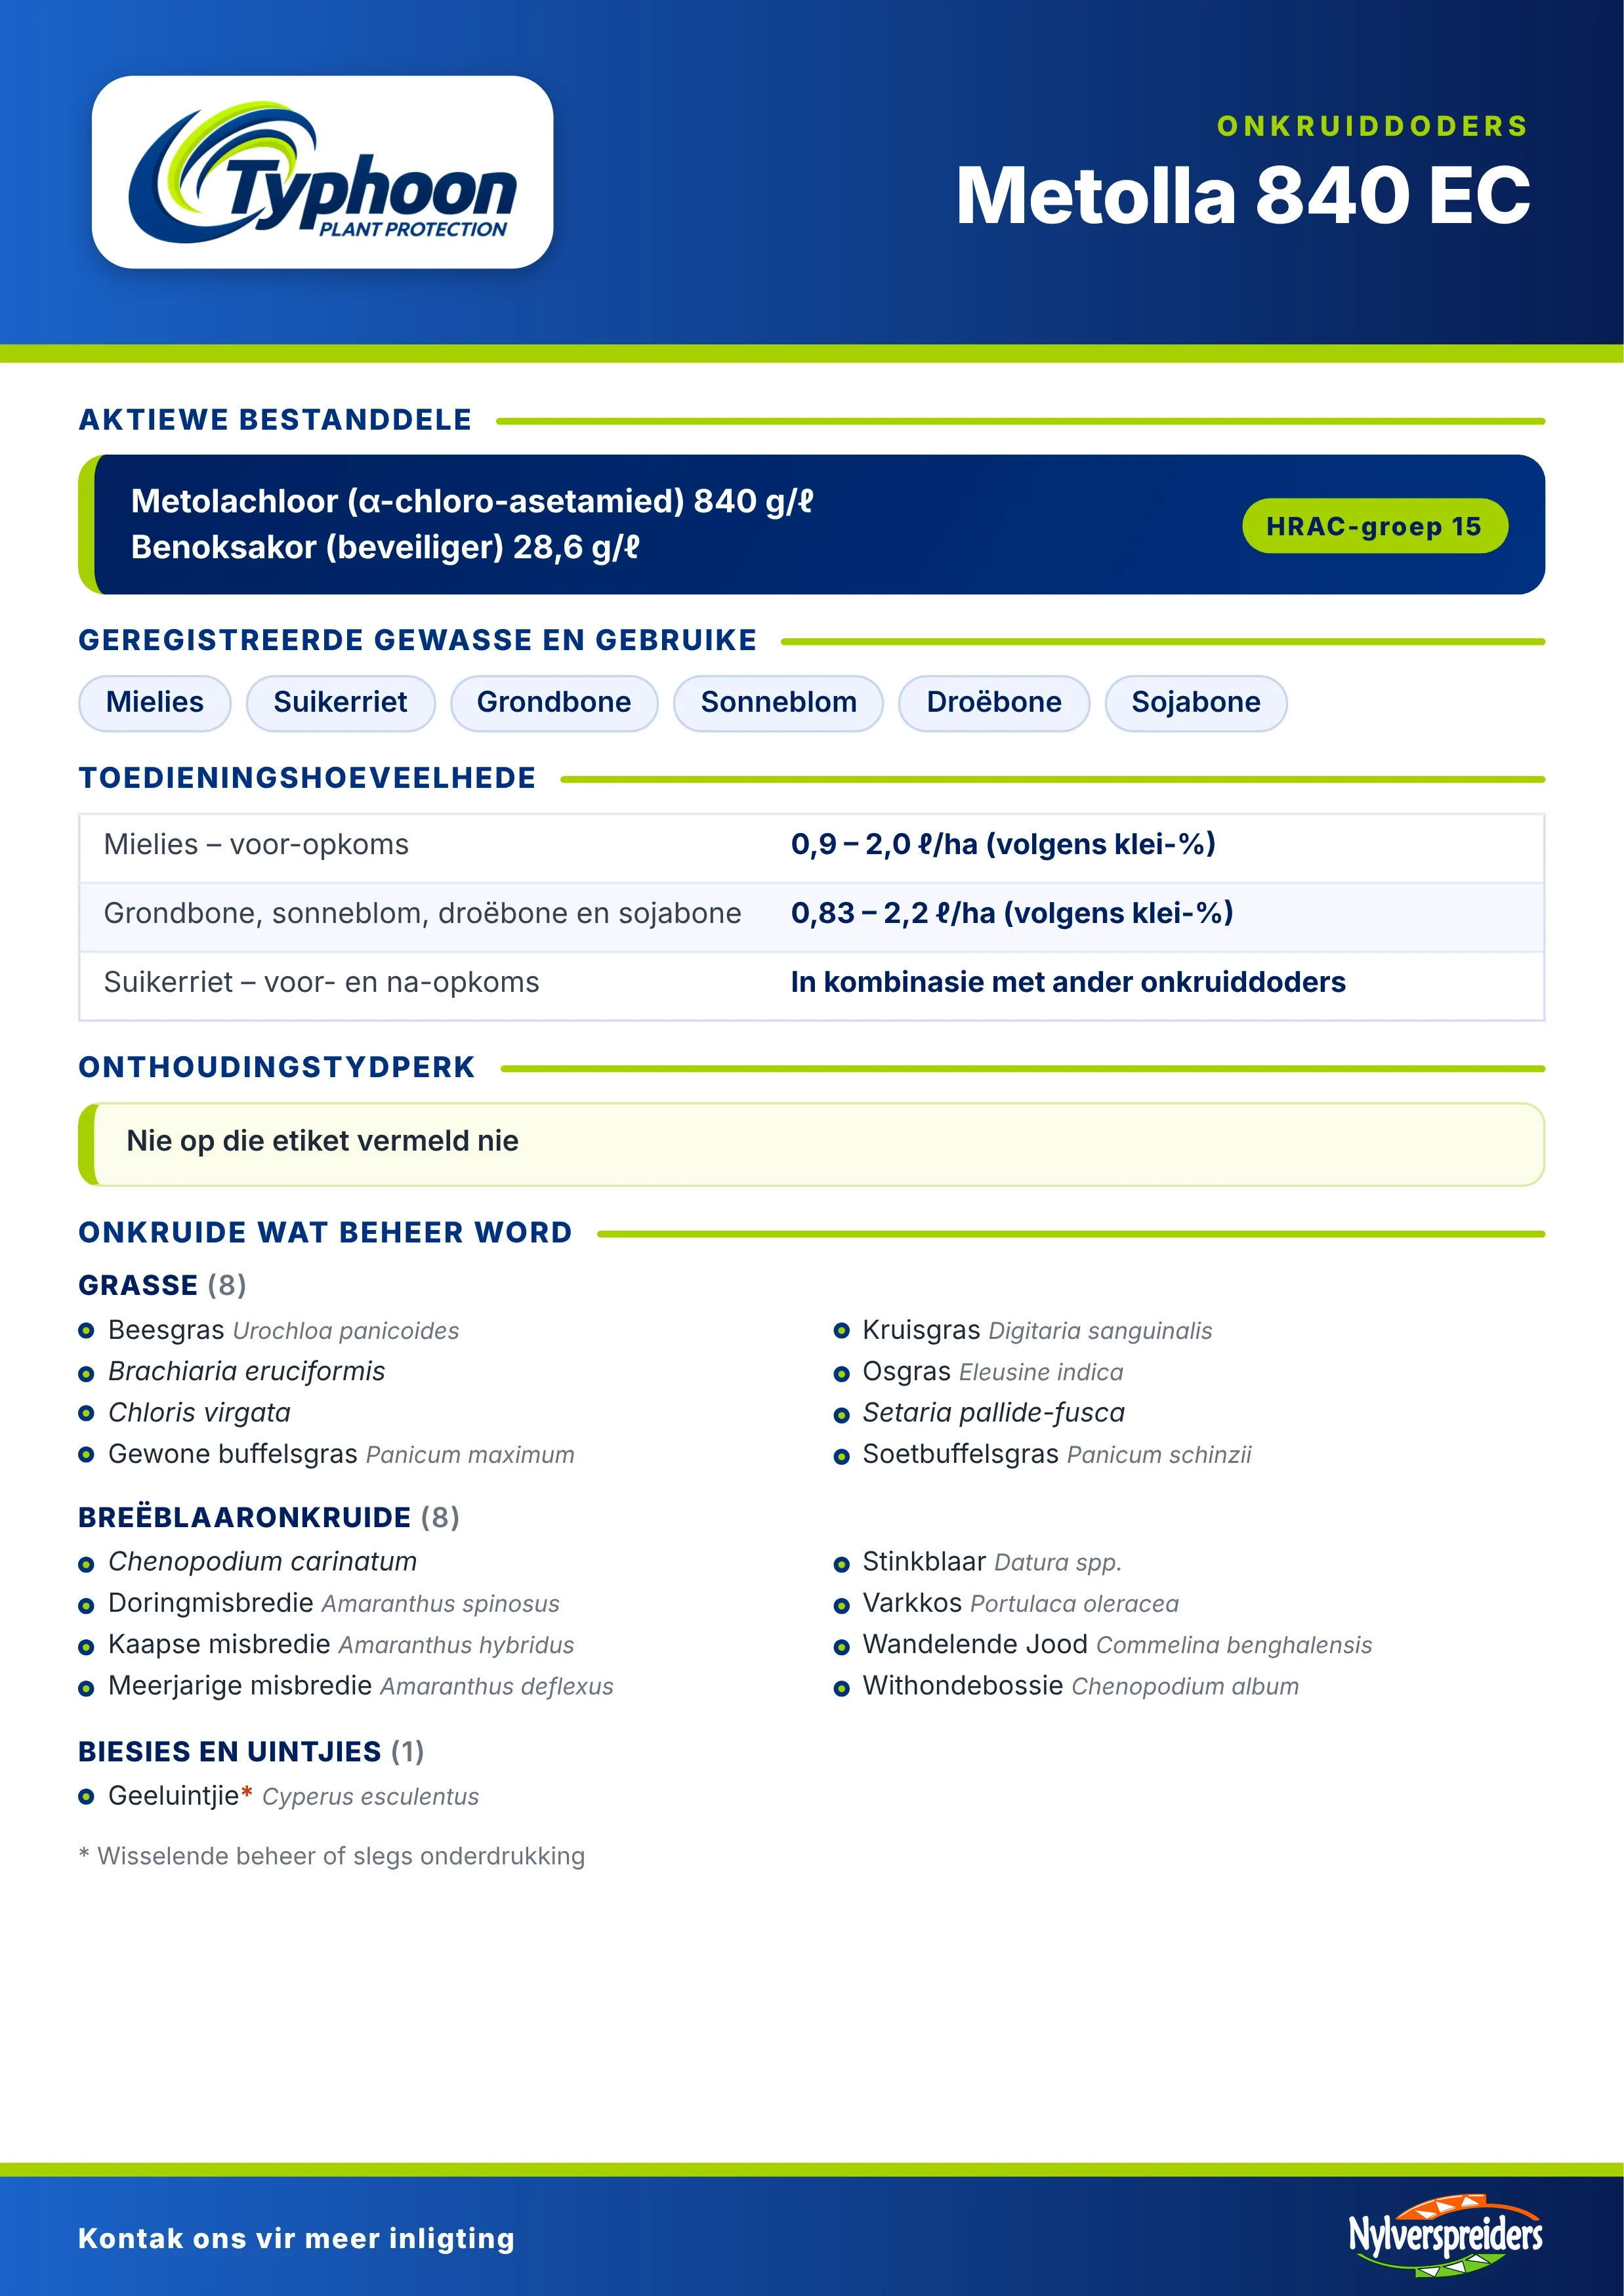 Typhoon
PLANT PROTECTION
ONKRUIDDODERS
Metolla 840 EC
AKTIEWE BESTANDDELE
Metolachloor (α-chloro-asetamied) 840 g/ℓ
Benoksakor (beveiliger) 28,6 g/ℓ
HRAC-groep 15
GEREGISTREERDE GEWASSE EN GEBRUIKE
Mielies Suikerriet Grondbone Sonneblom Droëbone Sojabone
TOEDIENINGSHOEVEELHEDE
Mielies – voor-opkoms 0,9 – 2,0 ℓ/ha (volgens klei-%)
Grondbone, sonneblom, droëbone en sojabone 0,83 – 2,2 ℓ/ha (volgens klei-%)
Suikerriet – voor- en na-opkoms In kombinasie met ander onkruiddoders
ONTHOUDINGSTYDPERK
Nie op die etiket vermeld nie
ONKRUIDE WAT BEHEER WORD
GRASSE (8)
Beesgras Urochloa panicoides
Brachiaria eruciformis
Chloris virgata
Gewone buffelsgras Panicum maximum
Kruisgras Digitaria sanguinalis
Osgras Eleusine indica
Setaria pallide-fusca
Soetbuffelsgras Panicum schinzii
BREËBLAARONKRUIDE (8)
Chenopodium carinatum
Doringmisbredie Amaranthus spinosus
Kaapse misbredie Amaranthus hybridus
Meerjarige misbredie Amaranthus deflexus
Stinkblaar Datura spp.
Varkkos Portulaca oleracea
Wandelende Jood Commelina benghalensis
Withondebossie Chenopodium album
BIESIES EN UINTJIES (1)
Geeluintjie* Cyperus esculentus
* Wisselende beheer of slegs onderdrukking
Kontak ons vir meer inligting
Nylverspreiders